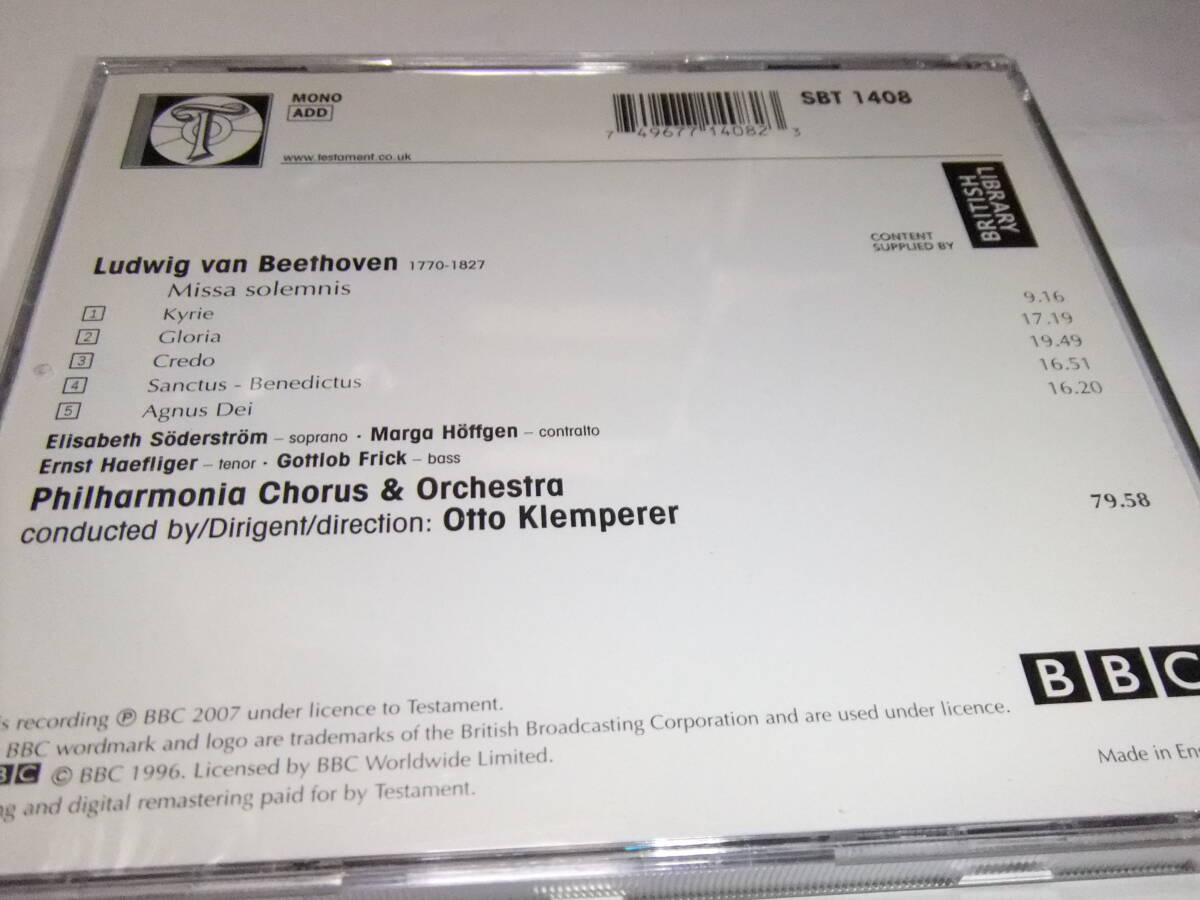 T
MONO
ADD
7 49677 14082 3
SBT 1408
www.testament.co.uk
CONTENT
SUPPLIED BY
LIBRARY
BRITISH
Ludwig van Beethoven 1770-1827
Missa solemnis
1 Kyrie 9.16
2 Gloria 17.19
3 Credo 19.49
4 Sanctus - Benedictus 16.51
5 Agnus Dei 16.20
Elisabeth Söderström – soprano · Marga Höffgen – contralto
Ernst Haefliger – tenor · Gottlob Frick – bass
Philharmonia Chorus & Orchestra
conducted by/Dirigent/direction: Otto Klemperer
79.58
BBC
recording ℗ BBC 2007 under licence to Testament.
BBC wordmark and logo are trademarks of the British Broadcasting Corporation and are used under licence.
BC © BBC 1996. Licensed by BBC Worldwide Limited.
and digital remastering paid for by Testament.
Made in